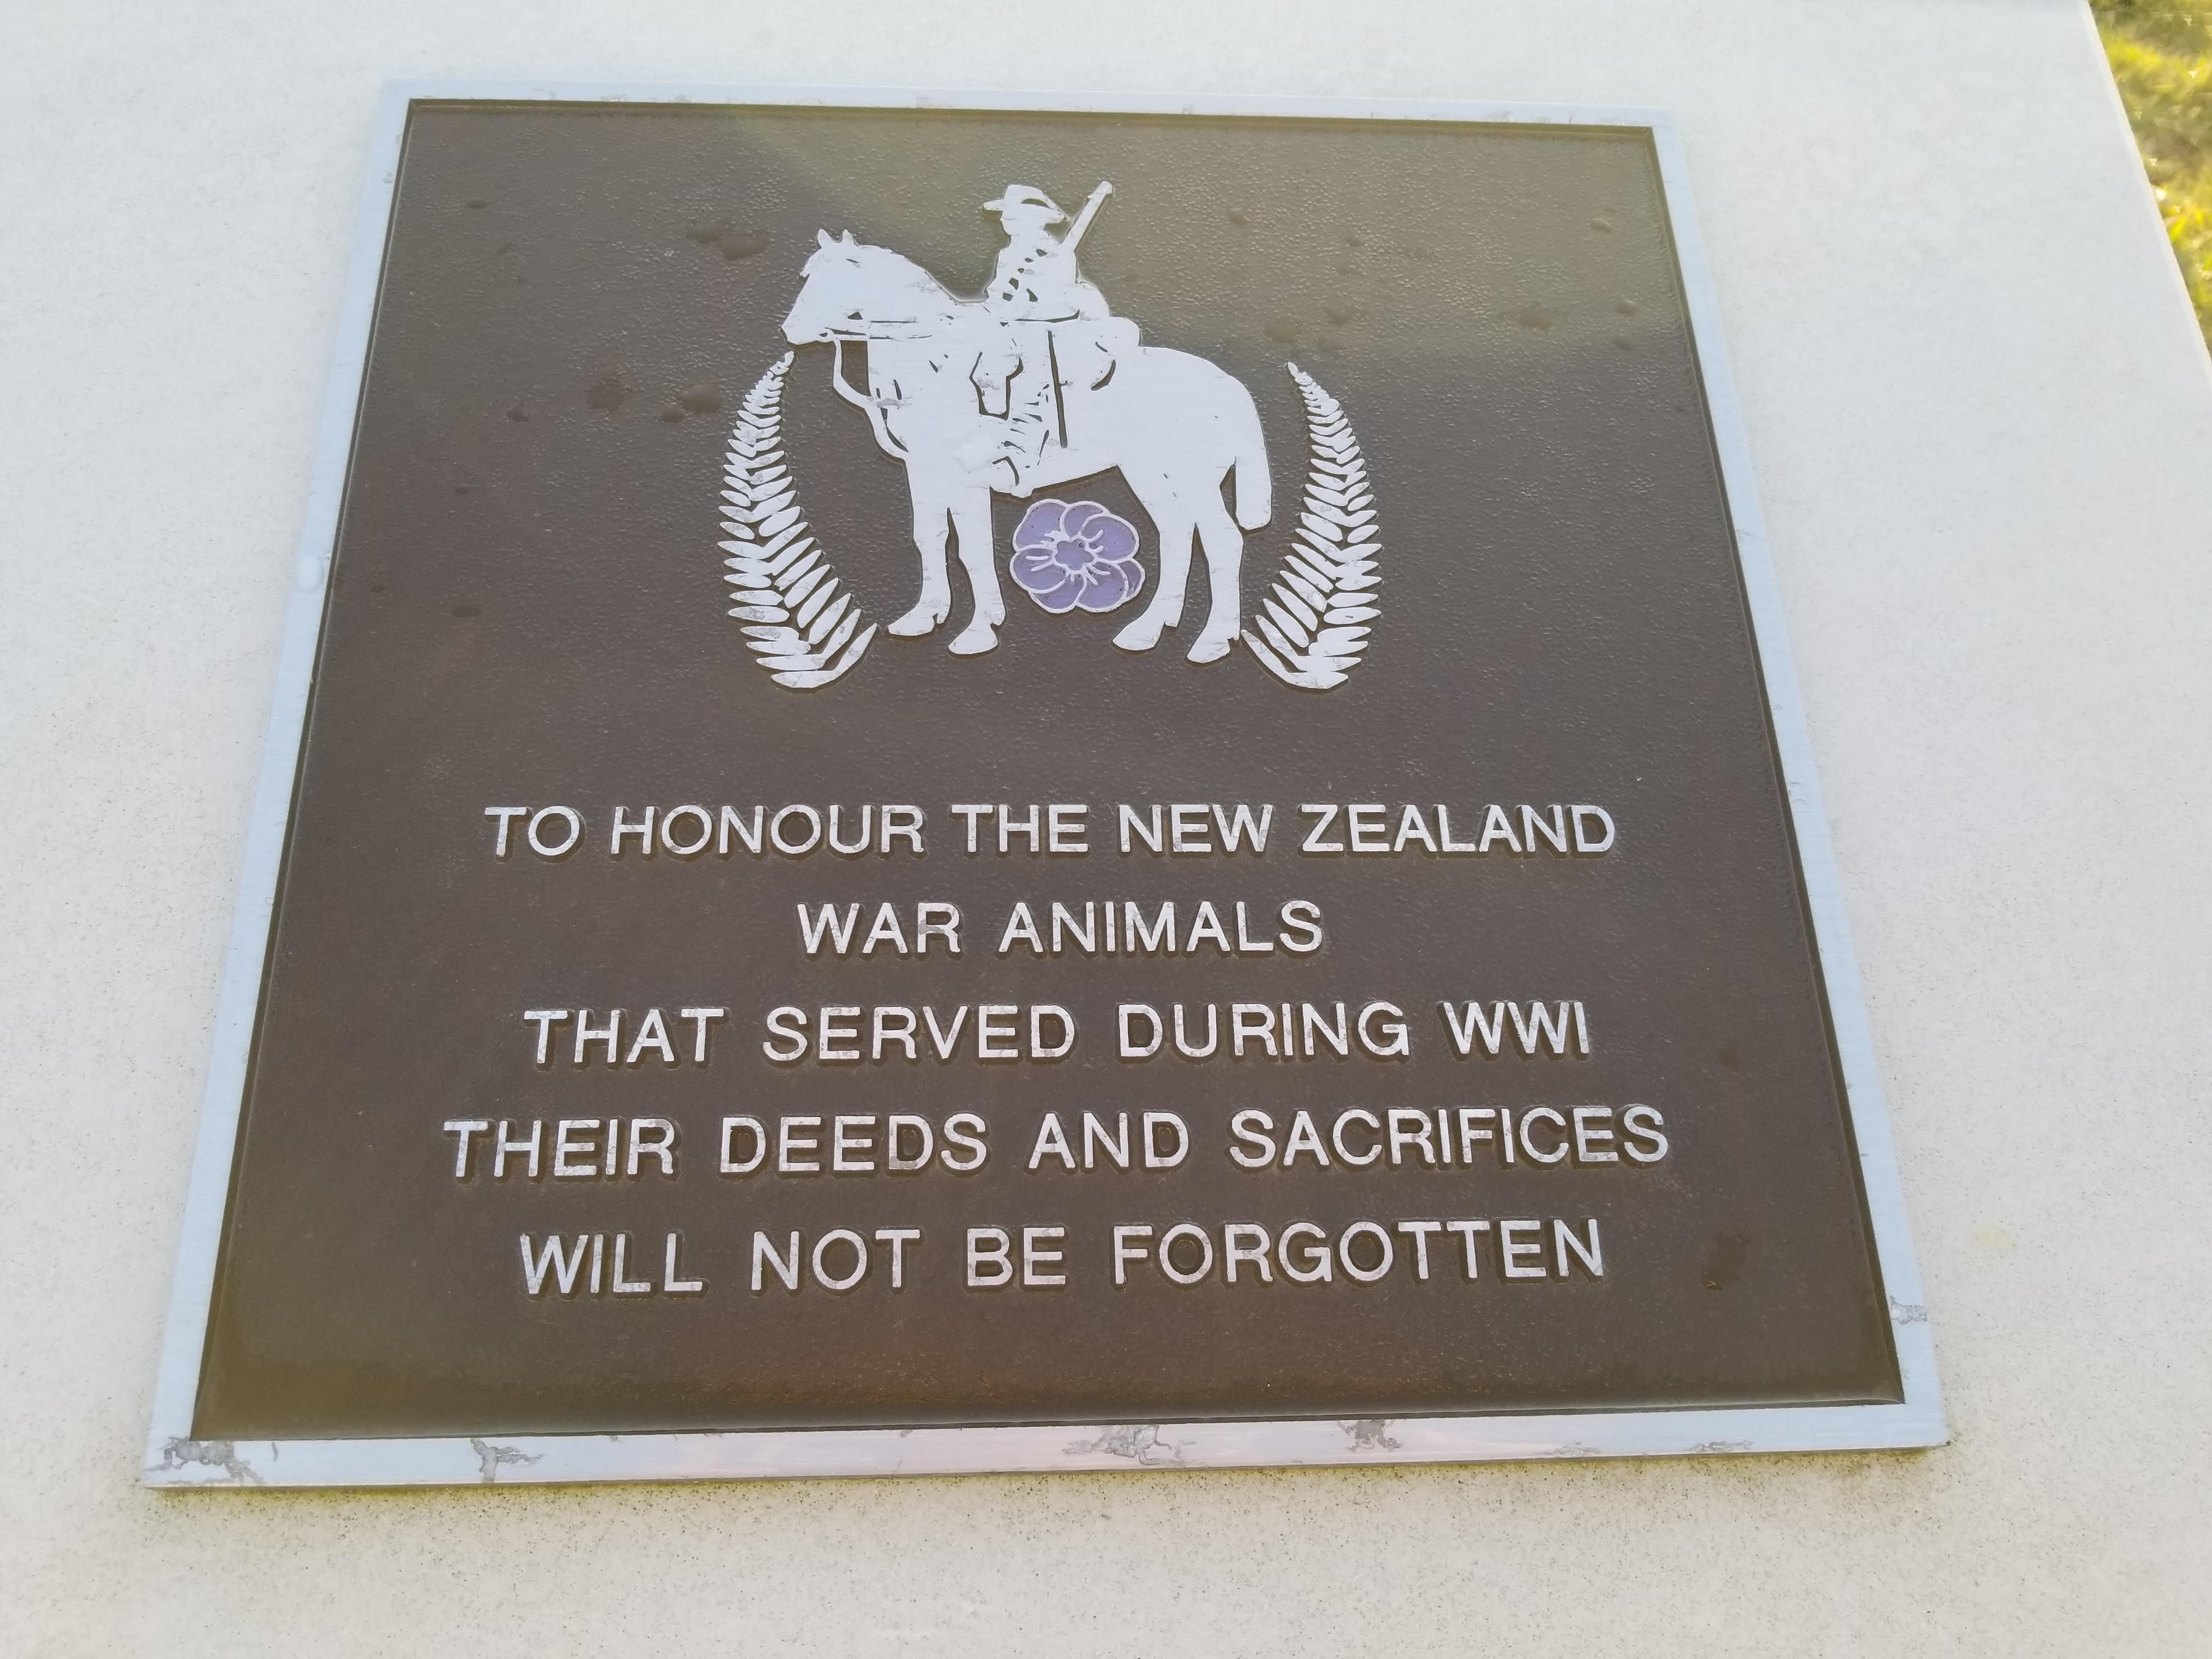 TO HONOUR THE NEW ZEALAND
WAR ANIMALS
THAT SERVED DURING WWI
THEIR DEEDS AND SACRIFICES
WILL NOT BE FORGOTTEN